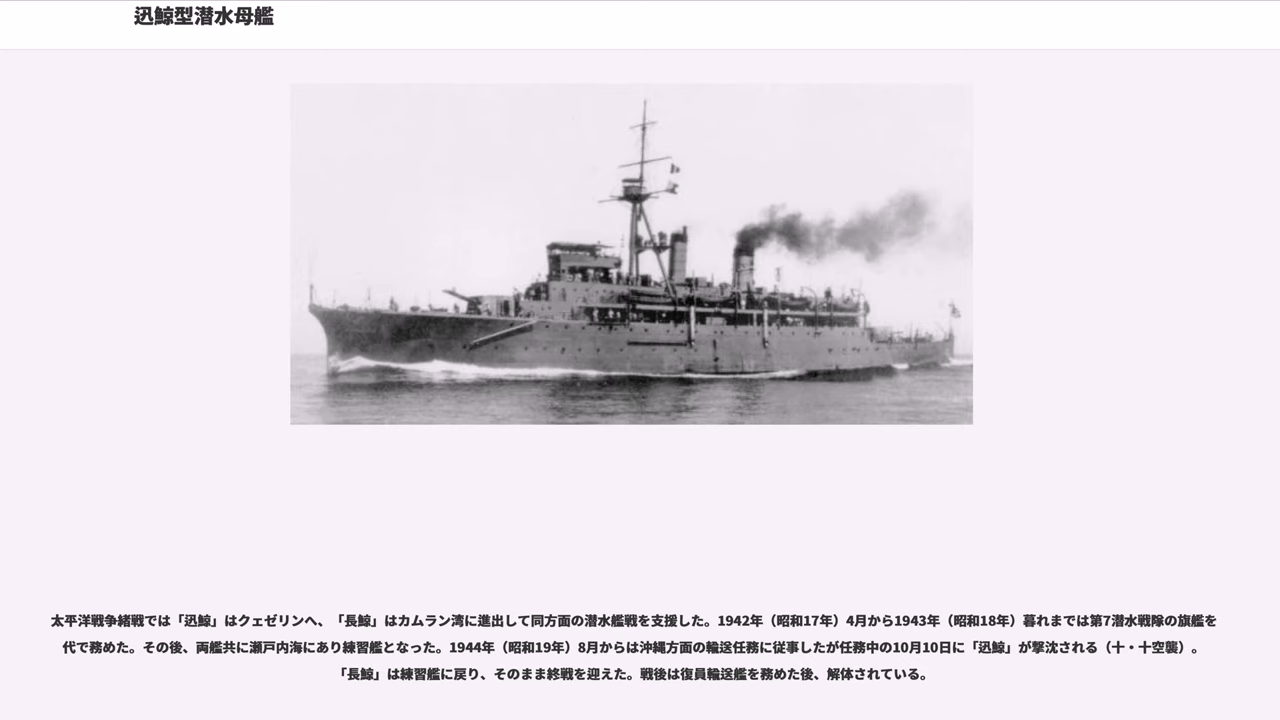 迅鯨型潜水母艦
太平洋戦争緒戦では「迅鯨」はクェゼリンへ、「長鯨」はカムラン湾に進出して同方面の潜水艦戦を支援した。1942年（昭和17年）4月から1943年（昭和18年）暮れまでは第7潜水戦隊の旗艦を
代で務めた。その後、両艦共に瀬戸内海にあり練習艦となった。1944年（昭和19年）8月からは沖縄方面の輸送任務に従事したが任務中の10月10日に「迅鯨」が撃沈される（十・十空襲）。
「長鯨」は練習艦に戻り、そのまま終戦を迎えた。戦後は復員輸送艦を務めた後、解体されている。